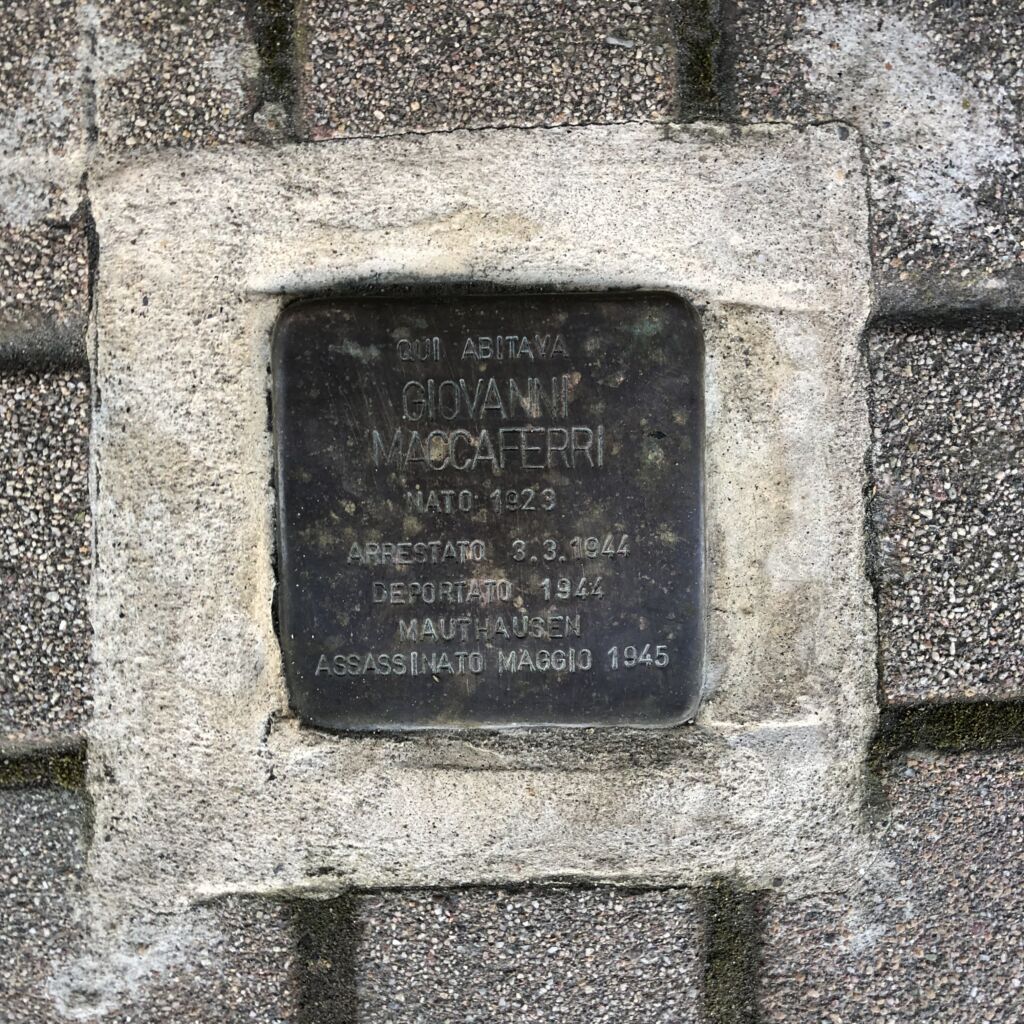 QUI ABITAVA
GIOVANNI
MACCAFERRI
NATO 1923
ARRESTATO 3.3.1944
DEPORTATO 1944
MAUTHAUSEN
ASSASSINATO MAGGIO 1945